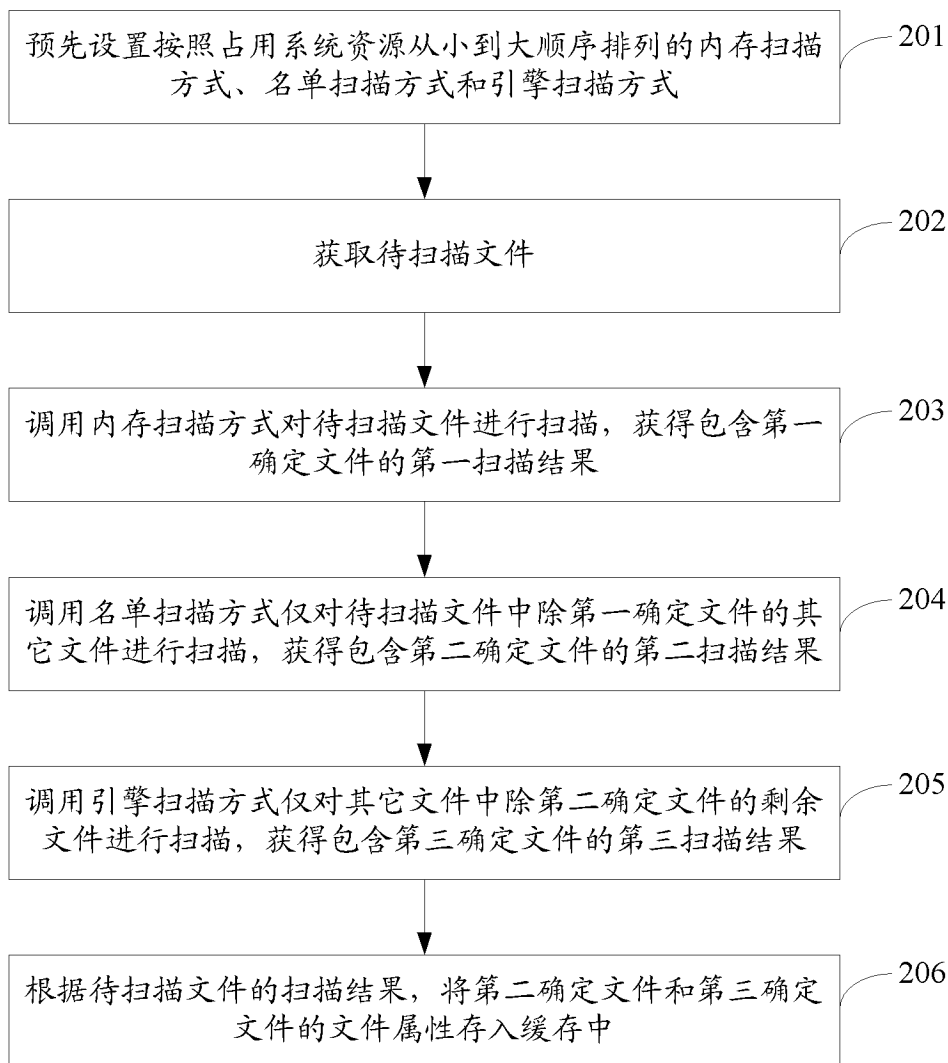 预先设置按照占用系统资源从小到大顺序排列的内存扫描
方式、名单扫描方式和引擎扫描方式
201
获取待扫描文件
202
调用内存扫描方式对待扫描文件进行扫描，获得包含第一
确定文件的第一扫描结果
203
调用名单扫描方式仅对待扫描文件中除第一确定文件的其
它文件进行扫描，获得包含第二确定文件的第二扫描结果
204
调用引擎扫描方式仅对其它文件中除第二确定文件的剩余
文件进行扫描，获得包含第三确定文件的第三扫描结果
205
根据待扫描文件的扫描结果，将第二确定文件和第三确定
文件的文件属性存入缓存中
206